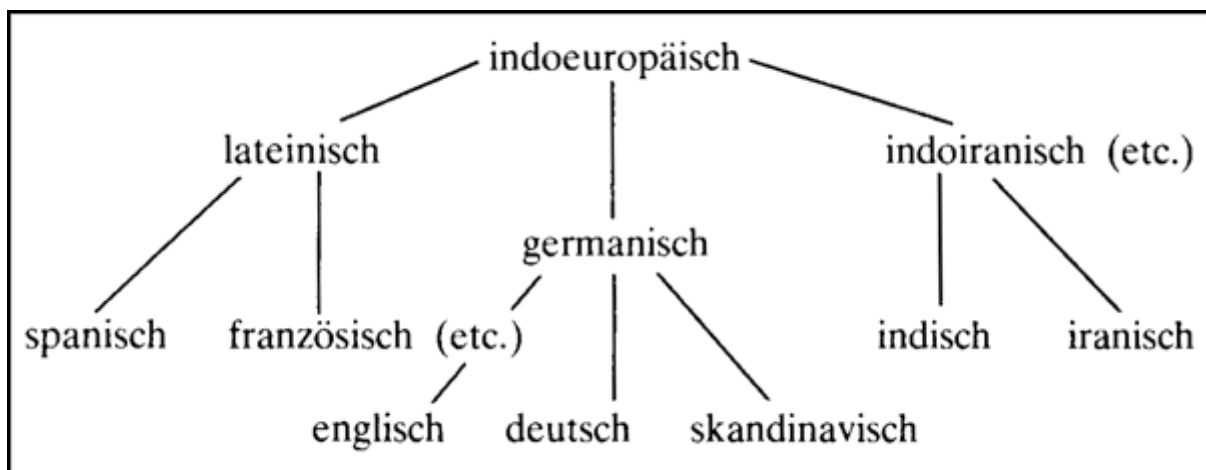 indoeuropäisch
lateinisch indoiranisch (etc.)
germanisch
spanisch französisch (etc.) indisch iranisch
englisch deutsch skandinavisch